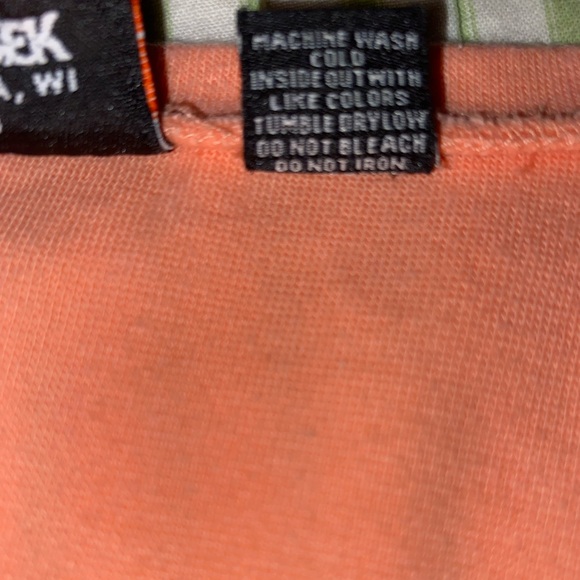 EK
A, WI
MACHINE WASH
COLD
INSIDE OUT WITH
LIKE COLORS
TUMBLE DRY LOW
DO NOT BLEACH
DO NOT IRON